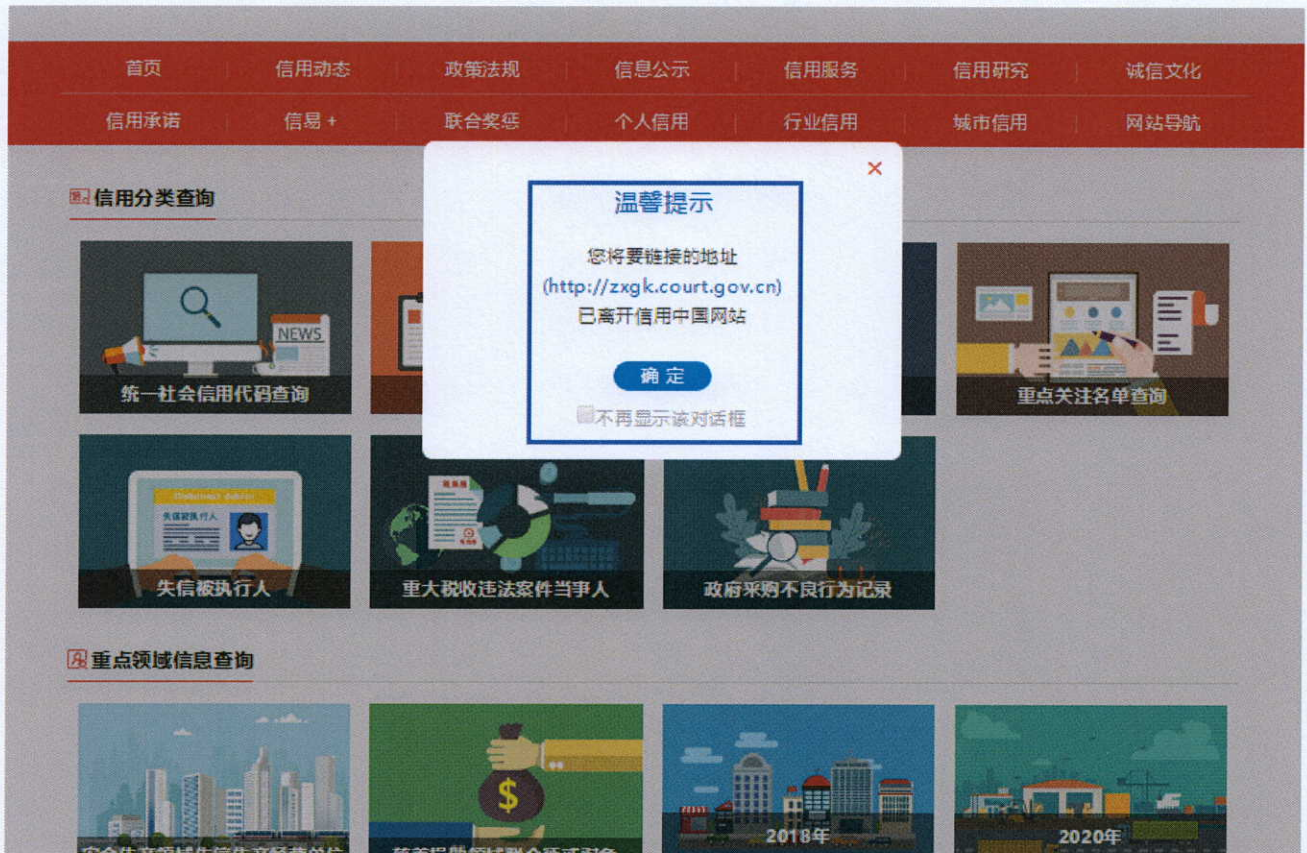 首页 信用动态 政策法规 信息公示 信用服务 信用研究 诚信文化
信用承诺 信易+ 联合奖惩 个人信用 行业信用 城市信用 网站导航
信用分类查询
温馨提示
您将要链接的地址
(http://zxgk.court.gov.cn)
已离开信用中国网站
确定
不再显示该对话框
NEWS
统一社会信用代码查询
重点关注名单查询
失信被执行人
失信被执行人
重大税收违法案件当事人
政府采购不良行为记录
重点领域信息查询
$
2018年
2020年